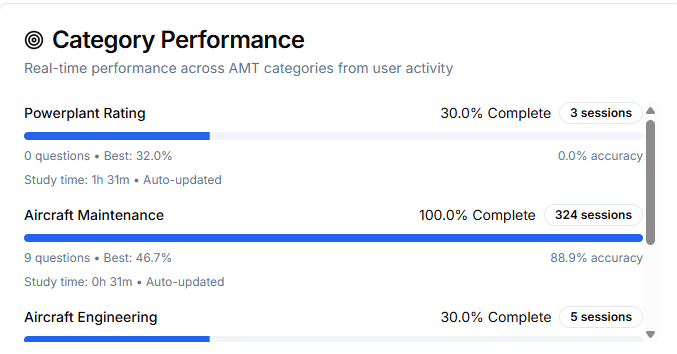 Category Performance
Real-time performance across AMT categories from user activity
Powerplant Rating 30.0% Complete 3 sessions
0 questions • Best: 32.0% 0.0% accuracy
Study time: 1h 31m • Auto-updated
Aircraft Maintenance 100.0% Complete 324 sessions
9 questions • Best: 46.7% 88.9% accuracy
Study time: 0h 31m • Auto-updated
Aircraft Engineering 30.0% Complete 5 sessions